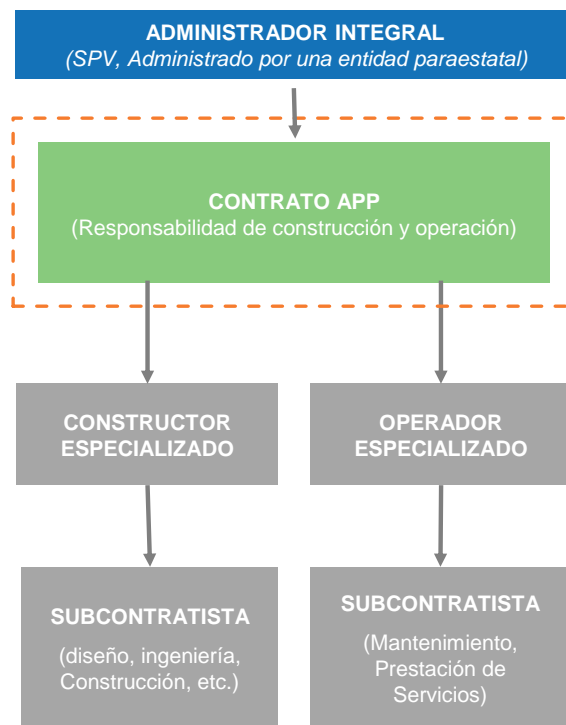 ADMINISTRADOR INTEGRAL
(SPV, Administrado por una entidad paraestatal)
CONTRATO APP
(Responsabilidad de construcción y operación)
CONSTRUCTOR
ESPECIALIZADO
OPERADOR
ESPECIALIZADO
SUBCONTRATISTA
(diseño, ingeniería,
Construcción, etc.)
SUBCONTRATISTA
(Mantenimiento,
Prestación de
Servicios)